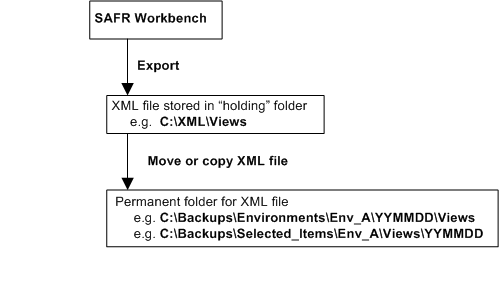 SAFR Workbench
Export
XML file stored in “holding” folder
e.g. C:\XML\Views
Move or copy XML file
Permanent folder for XML file
e.g. C:\Backups\Environments\Env_A\YYMMDD\Views
e.g. C:\Backups\Selected_Items\Env_A\Views\YYMMDD